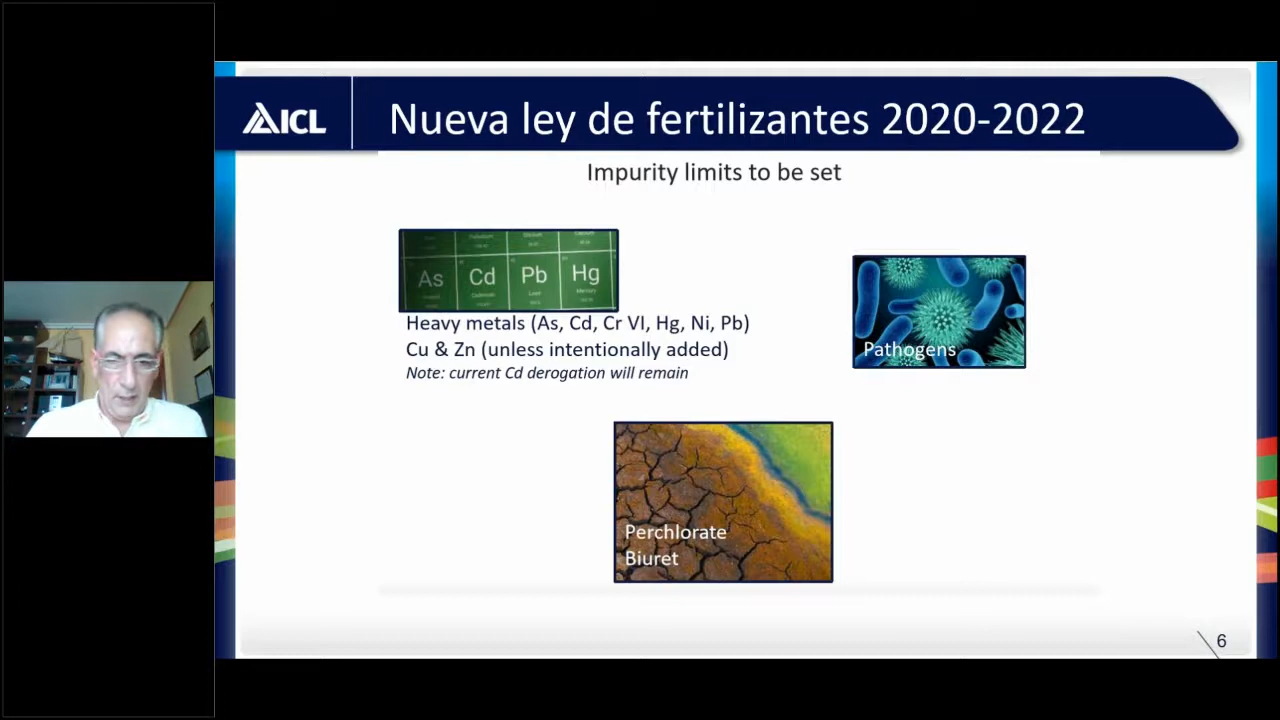 AICL
Nueva ley de fertilizantes 2020-2022
Impurity limits to be set
As Cd Pb Hg
Heavy metals (As, Cd, Cr VI, Hg, Ni, Pb)
Cu & Zn (unless intentionally added)
Note: current Cd derogation will remain
Pathogens
Perchlorate
Biuret
6